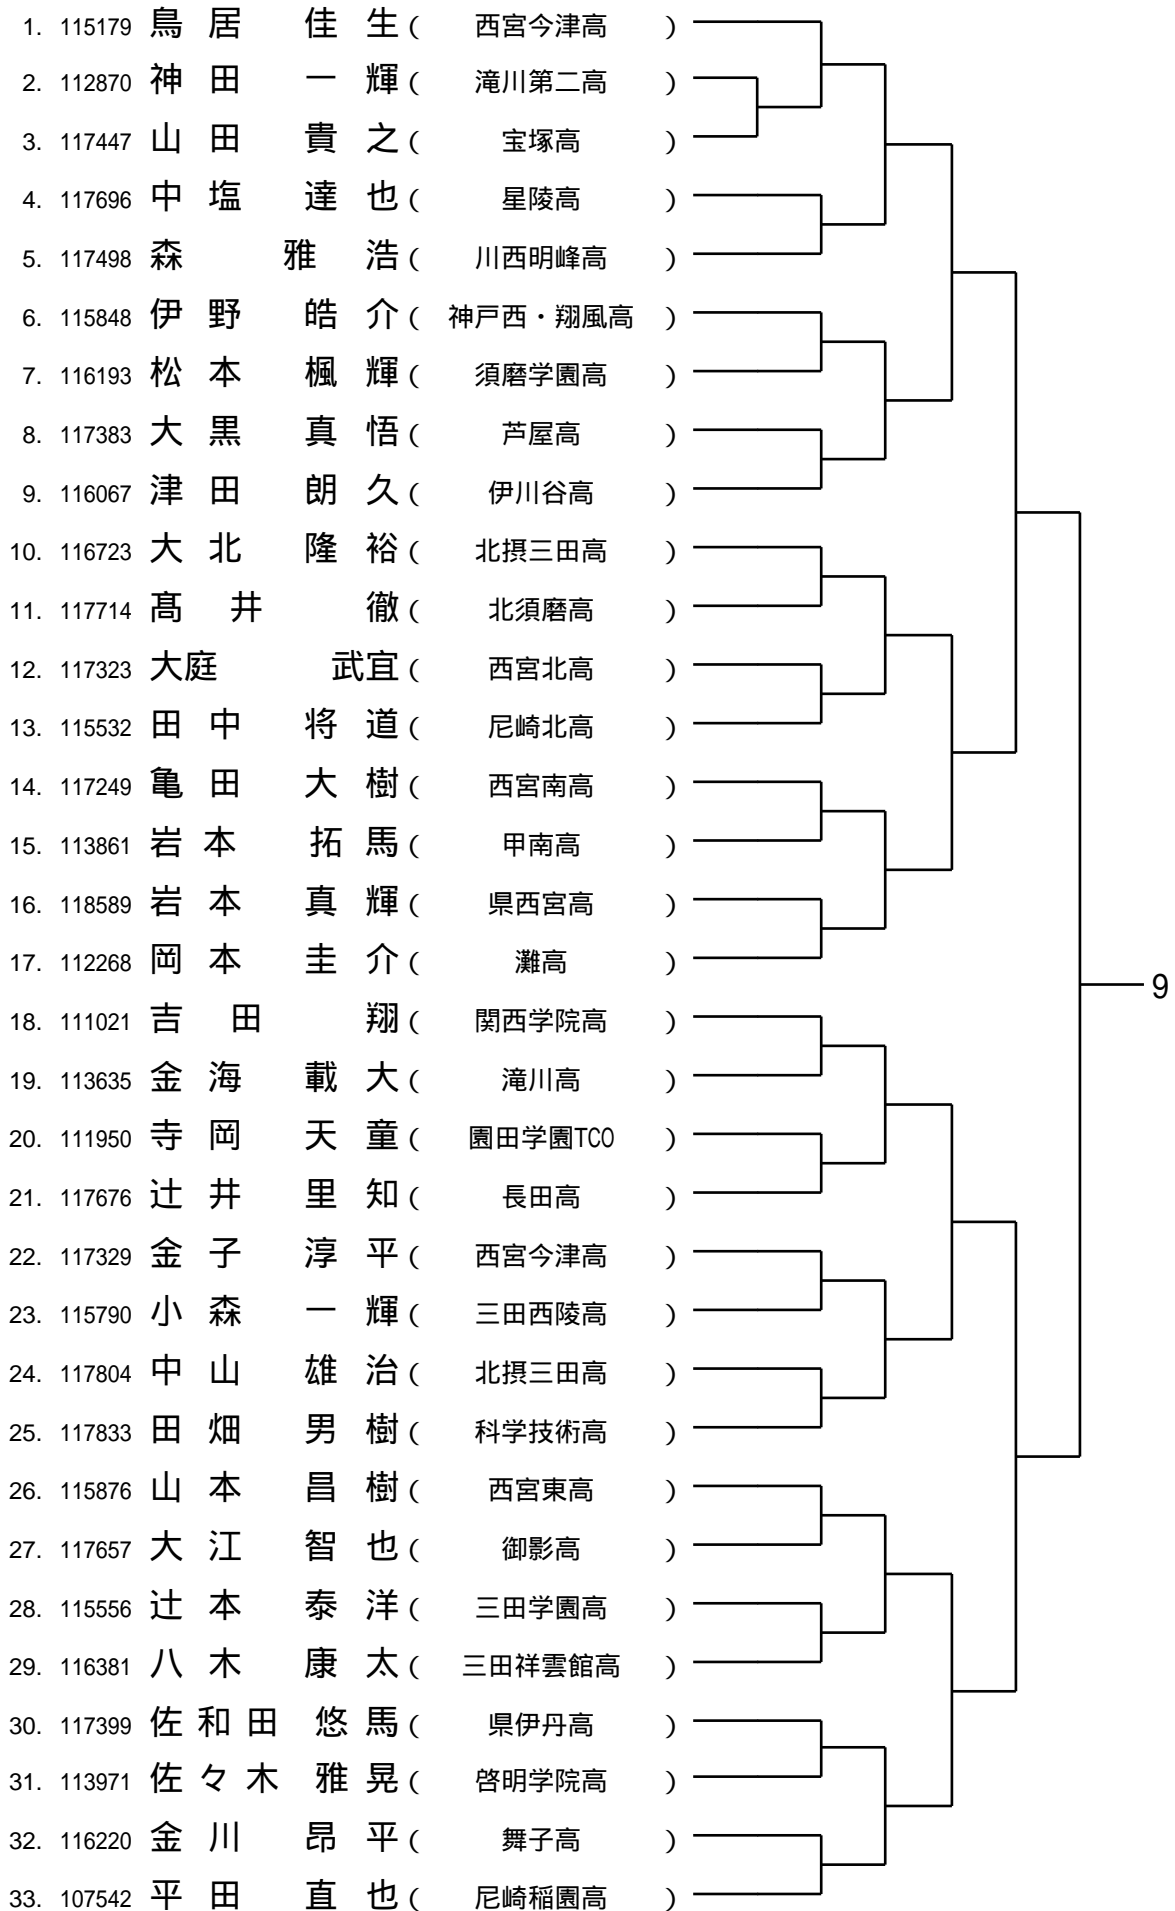 1. 115179 鳥居 佳生 ( 西宮今津高 )
2. 112870 神田 一輝 ( 滝川第二高 )
3. 117447 山田 貴之 ( 宝塚高 )
4. 117696 中塩 達也 ( 星陵高 )
5. 117498 森 雅浩 ( 川西明峰高 )
6. 115848 伊野 皓介 ( 神戸西・翔風高 )
7. 116193 松本 楓輝 ( 須磨学園高 )
8. 117383 大黒 真悟 ( 芦屋高 )
9. 116067 津田 朗久 ( 伊川谷高 )
10. 116723 大北 隆裕 ( 北摂三田高 )
11. 117714 髙井 徹 ( 北須磨高 )
12. 117323 大庭 武宜 ( 西宮北高 )
13. 115532 田中 将道 ( 尼崎北高 )
14. 117249 亀田 大樹 ( 西宮南高 )
15. 113861 岩本 拓馬 ( 甲南高 )
16. 118589 岩本 真輝 ( 県西宮高 )
17. 112268 岡本 圭介 ( 灘高 )
9
18. 111021 吉田 翔 ( 関西学院高 )
19. 113635 金海 載大 ( 滝川高 )
20. 111950 寺岡 天童 ( 園田学園TCO )
21. 117676 辻井 里知 ( 長田高 )
22. 117329 金子 淳平 ( 西宮今津高 )
23. 115790 小森 一輝 ( 三田西陵高 )
24. 117804 中山 雄治 ( 北摂三田高 )
25. 117833 田畑 男樹 ( 科学技術高 )
26. 115876 山本 昌樹 ( 西宮東高 )
27. 117657 大江 智也 ( 御影高 )
28. 115556 辻本 泰洋 ( 三田学園高 )
29. 116381 八木 康太 ( 三田祥雲館高 )
30. 117399 佐和田 悠馬 ( 県伊丹高 )
31. 113971 佐々木 雅晃 ( 啓明学院高 )
32. 116220 金川 昂平 ( 舞子高 )
33. 107542 平田 直也 ( 尼崎稲園高 )